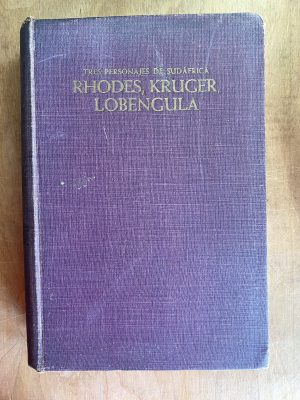 TRES PERSONAJES DE SUDÁFRICA
RHODES, KRUGER,
LOBENGULA